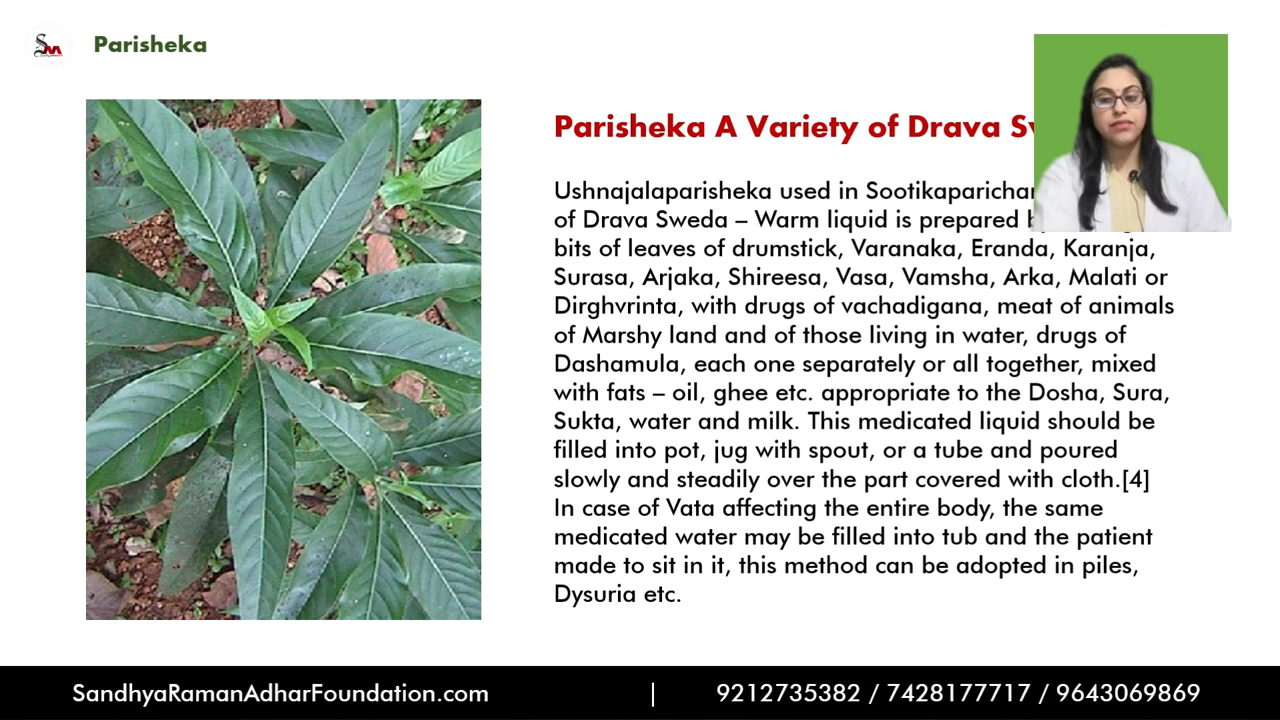 SM
Parisheka
Parisheka A Variety of Drava
Ushnajalaparisheka used in
of Drava Sweda – Warm liquid is prepared
bits of leaves of drumstick, Varanaka, Eranda, Karanja,
Surasa, Arjaka, Shireesa, Vasa, Vamsha, Arka, Malati or
Dirghvrinta, with drugs of vachadigana, meat of animals
of Marshy land and of those living in water, drugs of
Dashamula, each one separately or all together, mixed
with fats – oil, ghee etc. appropriate to the Dosha, Sura,
Sukta, water and milk. This medicated liquid should be
filled into pot, jug with spout, or a tube and poured
slowly and steadily over the part covered with cloth.[4]
In case of Vata affecting the entire body, the same
medicated water may be filled into tub and the patient
made to sit in it, this method can be adopted in piles,
Dysuria etc.
SandhyaRamanAdharFoundation.com | 9212735382 / 7428177717 / 9643069869